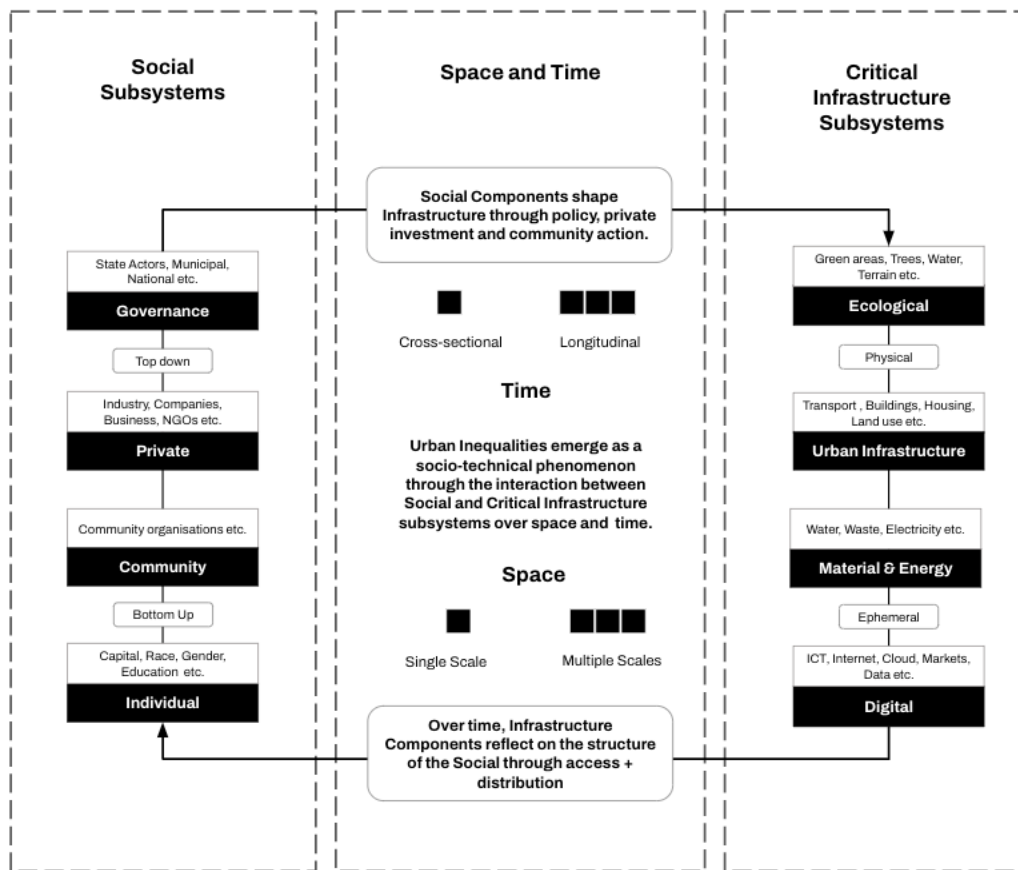 Social
Subsystems
State Actors, Municipal,
National etc.
Governance
Top down
Industry, Companies,
Business, NGOs etc.
Private
Community organisations etc.
Community
Bottom Up
Capital, Race, Gender,
Education etc.
Individual
Space and Time
Social Components shape
Infrastructure through policy, private
investment and community action.
Cross-sectional
Longitudinal
Time
Urban Inequalities emerge as a
socio-technical phenomenon
through the interaction between
Social and Critical Infrastructure
subsystems over space and time.
Space
Single Scale
Multiple Scales
Over time, Infrastructure
Components reflect on the structure
of the Social through access +
distribution
Critical
Infrastructure
Subsystems
Green areas, Trees, Water,
Terrain etc.
Ecological
Physical
Transport , Buildings, Housing,
Land use etc.
Urban Infrastructure
Water, Waste, Electricity etc.
Material & Energy
Ephemeral
ICT, Internet, Cloud, Markets,
Data etc.
Digital